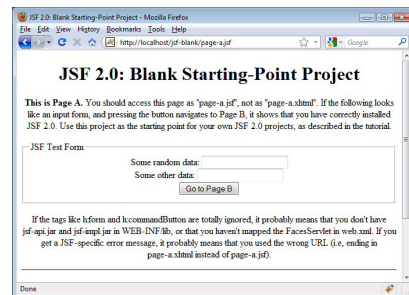 JSF 2.0: Blank Starting-Point Project - Mozilla Firefox
File Edit View History Bookmarks Tools Help
http://localhost/jsf-blank/page-a.jsf
Google
JSF 2.0: Blank Starting-Point Project
This is Page A. You should access this page as "page-a.jsf", not as "page-a.xhtml". If the following looks
like an input form, and pressing the button navigates to Page B, it shows that you have correctly installed
JSF 2.0. Use this project as the starting point for your own JSF 2.0 projects, as described in the tutorial.
JSF Test Form
Some random data:
Some other data:
Go to Page B
If the tags like h:form and h:commandButton are totally ignored, it probably means that you don't have
jsf-api.jar and jsf-impl.jar in WEB-INF/lib, or that you haven't mapped the FacesServlet in web.xml. If you
get a JSF-specific error message, it probably means that you used the wrong URL (i.e, ending in
page-a.xhtml instead of page-a.jsf).
Done